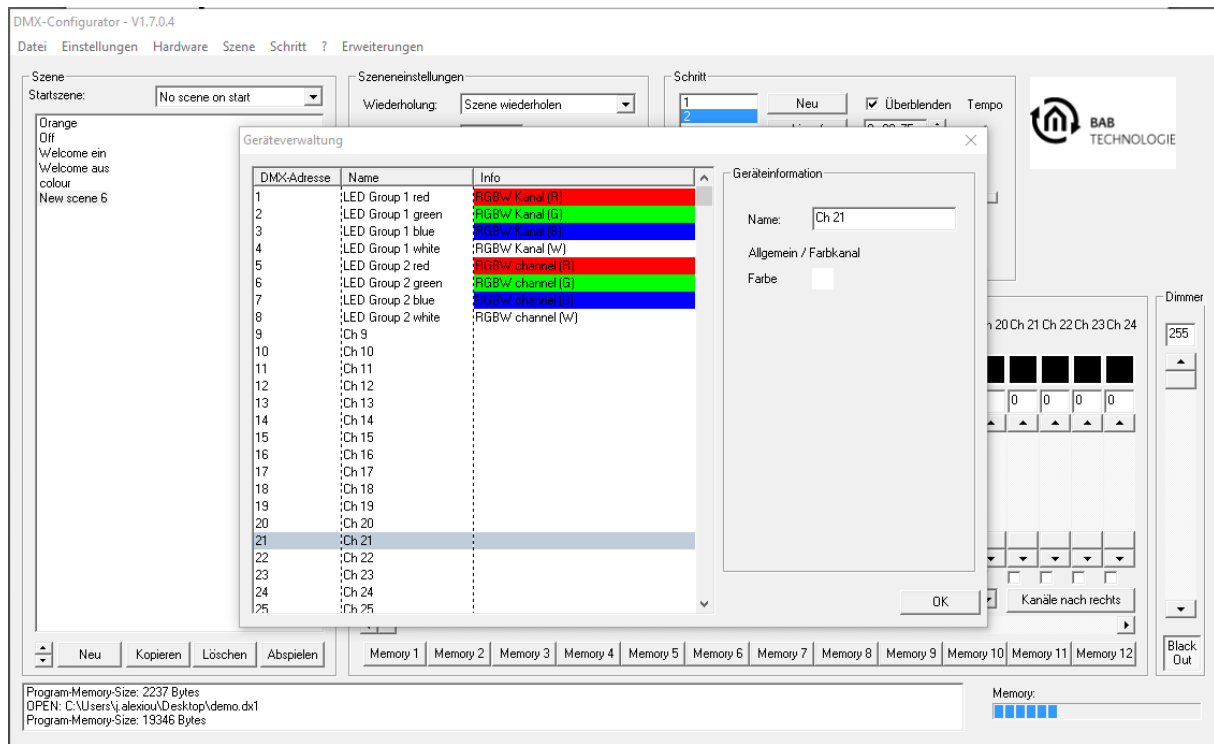 DMX-Configurator - V1.7.0.4
Datei Einstellungen Hardware Szene Schritt ? Erweiterungen
Szene
Startszene: No scene on start
Orange
Off
Welcome ein
Welcome aus
colour
New scene 6
Szeneneinstellungen
Wiederholung: Szene wiederholen
Schritt
1
2
Neu
Überblenden Tempo
BAB
TECHNOLOGIE
Geräteverwaltung
DMX-Adresse Name Info
1 LED Group 1 red RGBW Kanal (R)
2 LED Group 1 green RGBW Kanal (G)
3 LED Group 1 blue RGBW Kanal (B)
4 LED Group 1 white RGBW Kanal (W)
5 LED Group 2 red RGBW channel (R)
6 LED Group 2 green RGBW channel (G)
7 LED Group 2 blue RGBW channel (B)
8 LED Group 2 white RGBW channel (W)
9 Ch 9
10 Ch 10
11 Ch 11
12 Ch 12
13 Ch 13
14 Ch 14
15 Ch 15
16 Ch 16
17 Ch 17
18 Ch 18
19 Ch 19
20 Ch 20
21 Ch 21
22 Ch 22
23 Ch 23
24 Ch 24
25 Ch 25
Geräteinformation
Name: Ch 21
Allgemein / Farbkanal
Farbe
OK
20 Ch 21 Ch 22 Ch 23 Ch 24
0 0 0 0
Kanäle nach rechts
Dimmer
255
Black
Out
Neu Kopieren Löschen Abspielen
Memory 1 Memory 2 Memory 3 Memory 4 Memory 5 Memory 6 Memory 7 Memory 8 Memory 9 Memory 10 Memory 11 Memory 12
Program-Memory-Size: 2237 Bytes
OPEN: C:\Users\j.alexiou\Desktop\demo.dx1
Program-Memory-Size: 19346 Bytes
Memory: